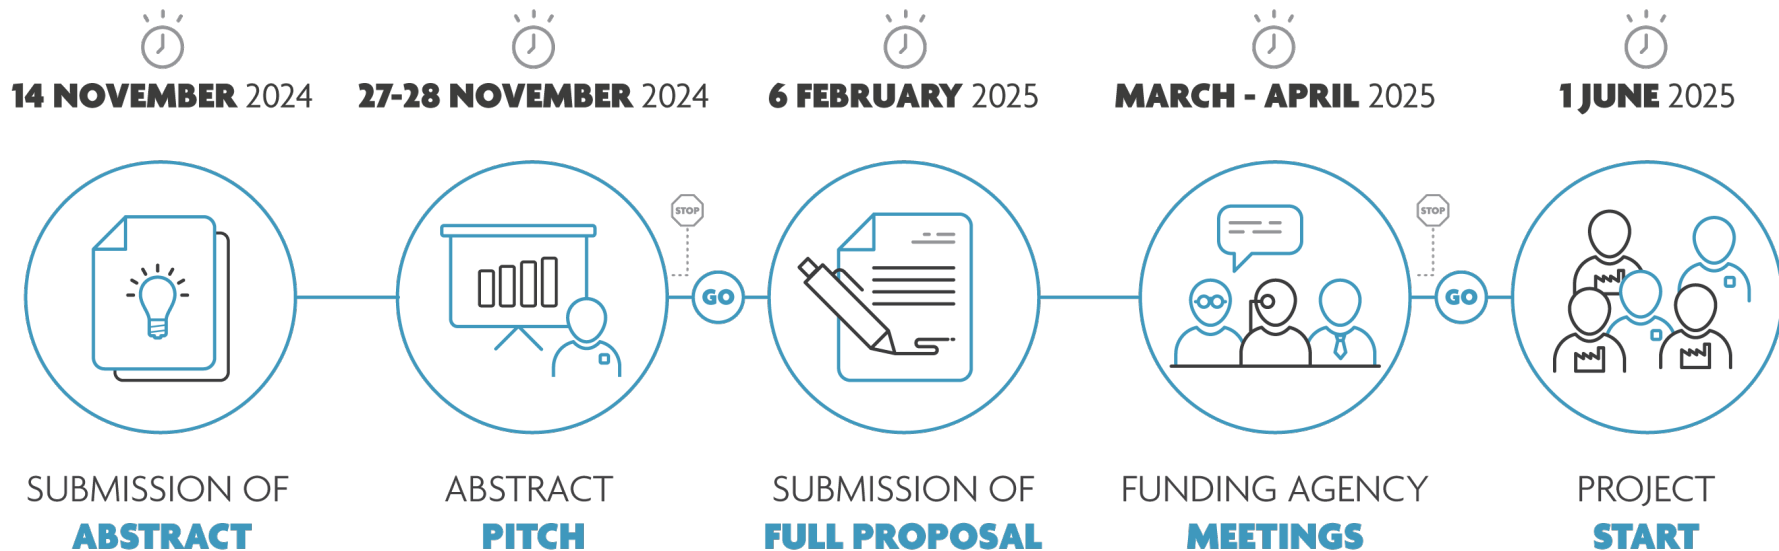 14 NOVEMBER 2024
27-28 NOVEMBER 2024
6 FEBRUARY 2025
MARCH - APRIL 2025
1 JUNE 2025
STOP
GO
STOP
GO
SUBMISSION OF
ABSTRACT
ABSTRACT
PITCH
SUBMISSION OF
FULL PROPOSAL
FUNDING AGENCY
MEETINGS
PROJECT
START